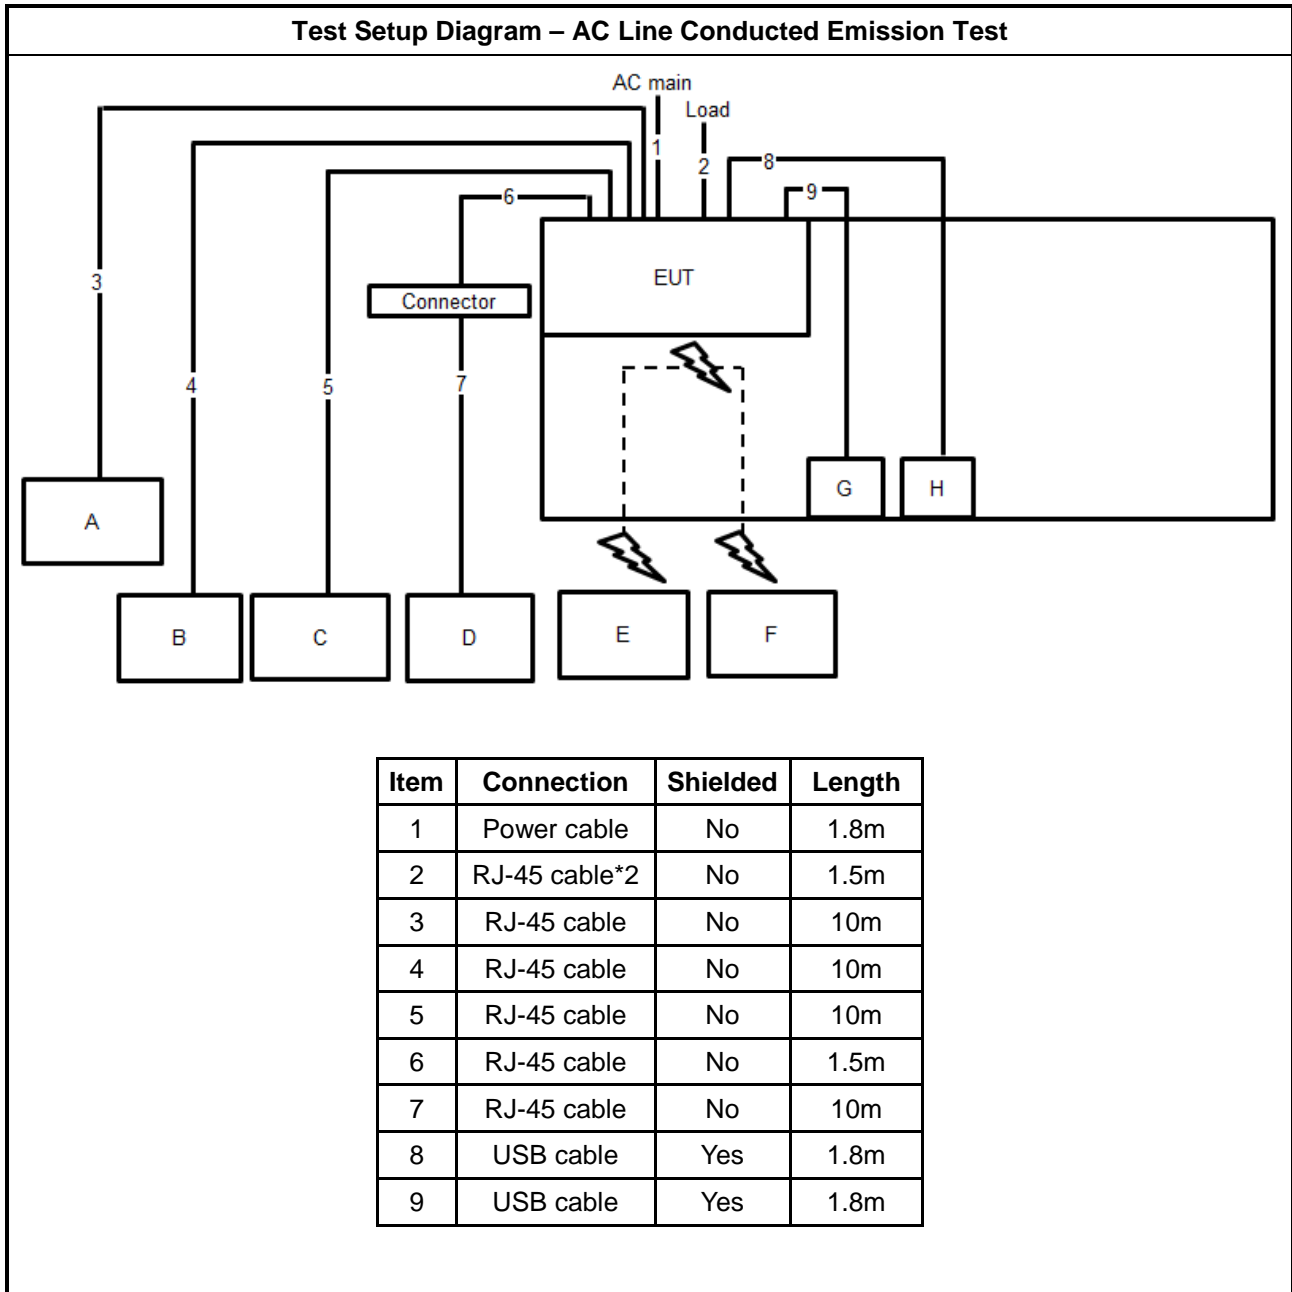 Test Setup Diagram – AC Line Conducted Emission Test
AC main
Load
1
2
8
9
6
EUT
3
Connector
4
5
7
G
H
A
B
C
D
E
F
Item Connection Shielded Length
1 Power cable No 1.8m
2 RJ-45 cable*2 No 1.5m
3 RJ-45 cable No 10m
4 RJ-45 cable No 10m
5 RJ-45 cable No 10m
6 RJ-45 cable No 1.5m
7 RJ-45 cable No 10m
8 USB cable Yes 1.8m
9 USB cable Yes 1.8m